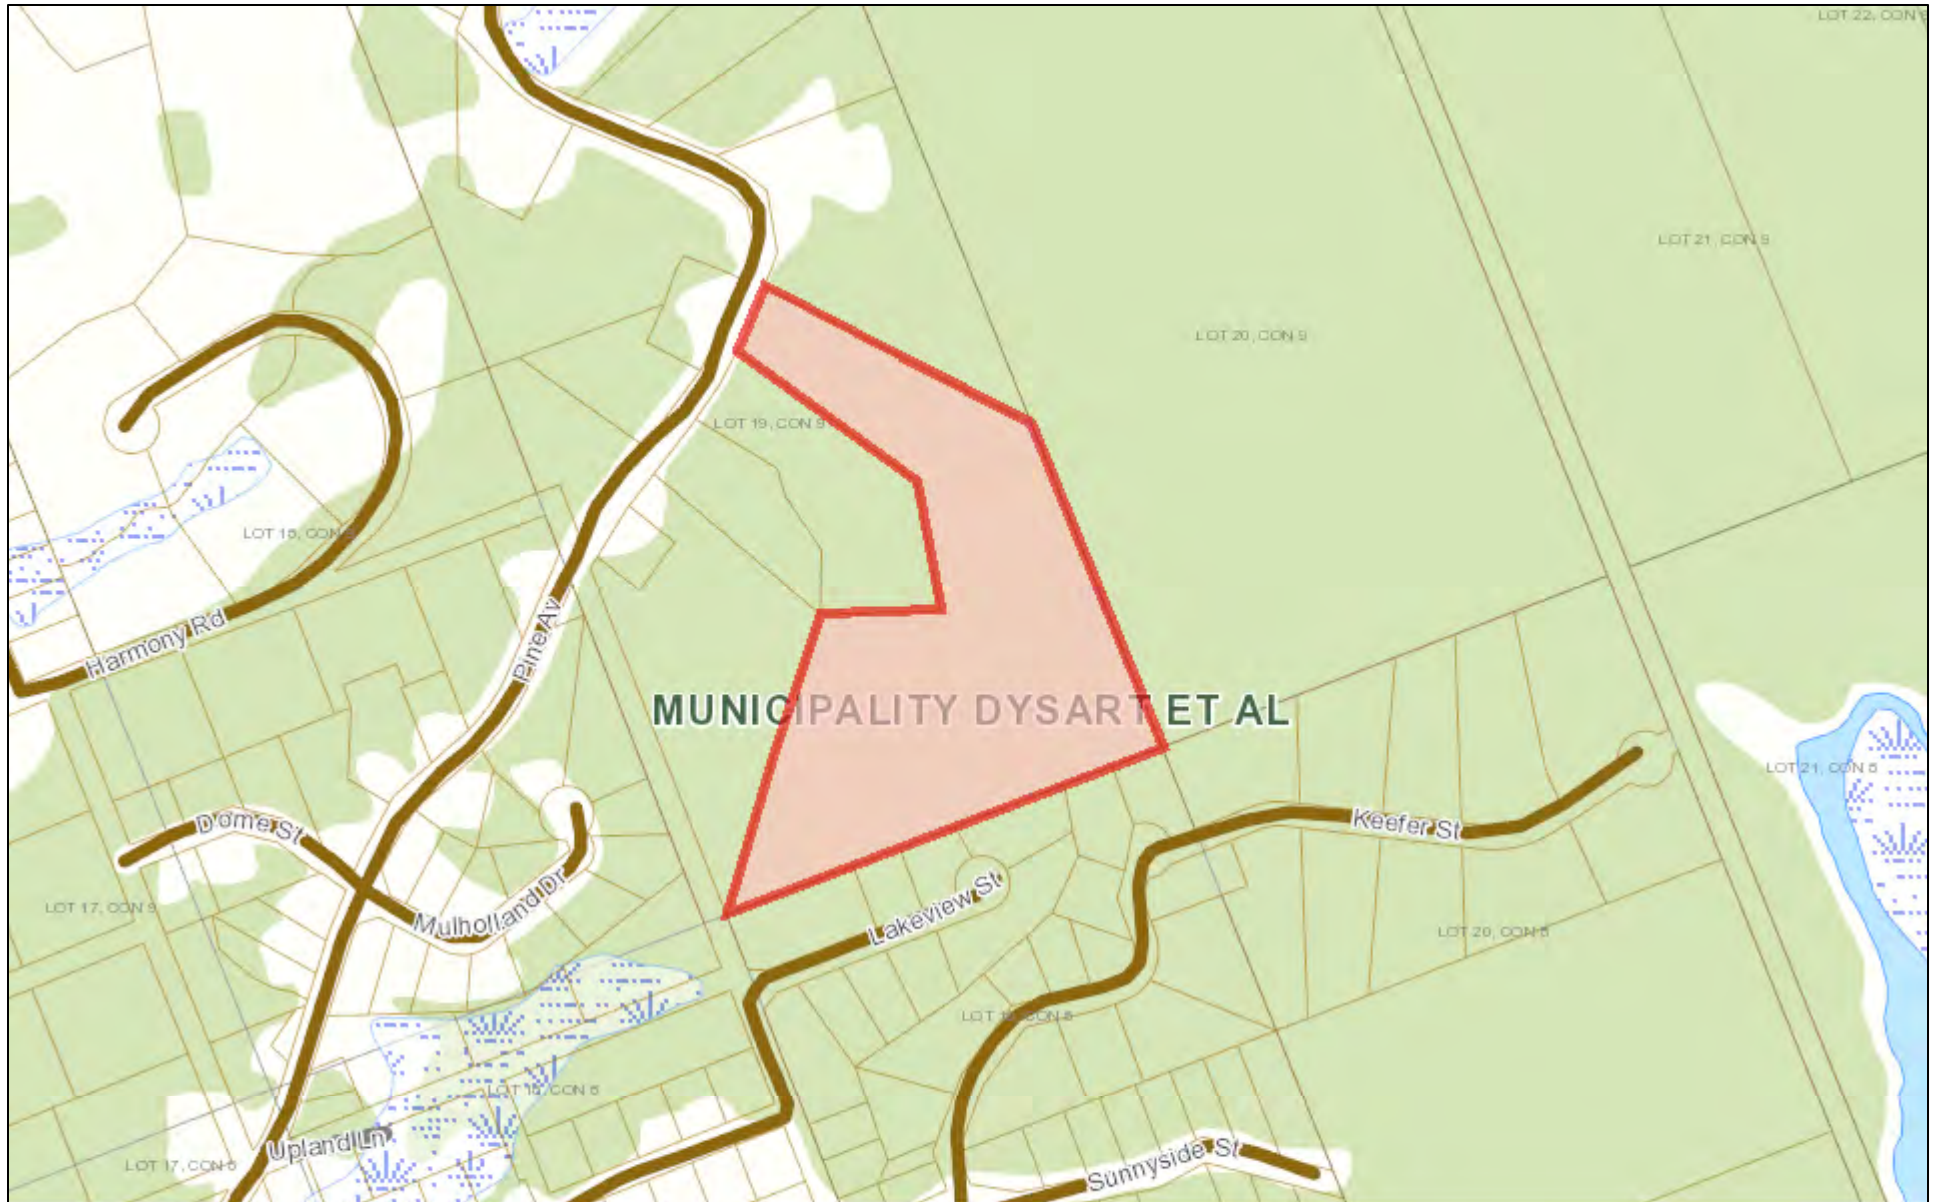 LOT 22, CON
LOT 21, CON 9
LOT 20, CON 9
LOT 19, CON 9
LOT 18, CON
Harmony Rd
Pine Av
MUNICIPALITY DYSART ET AL
LOT 21, CON 8
Dome St
Keefer St
Mulholland Dr
Lakeview St
LOT 17, CON 9
LOT 20, CON 8
CON 8
LOT 18, CON 8
Upland Ln
Sunnyside St
LOT 17, CON 8